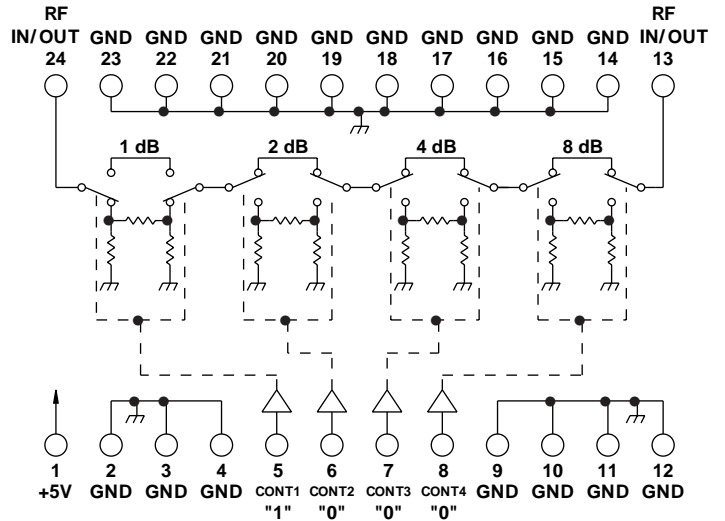 RF RF
IN/OUT GND GND GND GND GND GND GND GND GND GND IN/OUT
24 23 22 21 20 19 18 17 16 15 14 13
1 dB 2 dB 4 dB 8 dB
1 2 3 4 5 6 7 8 9 10 11 12
+5V GND GND GND CONT1 CONT2 CONT3 CONT4 GND GND GND GND
"1" "0" "0" "0"